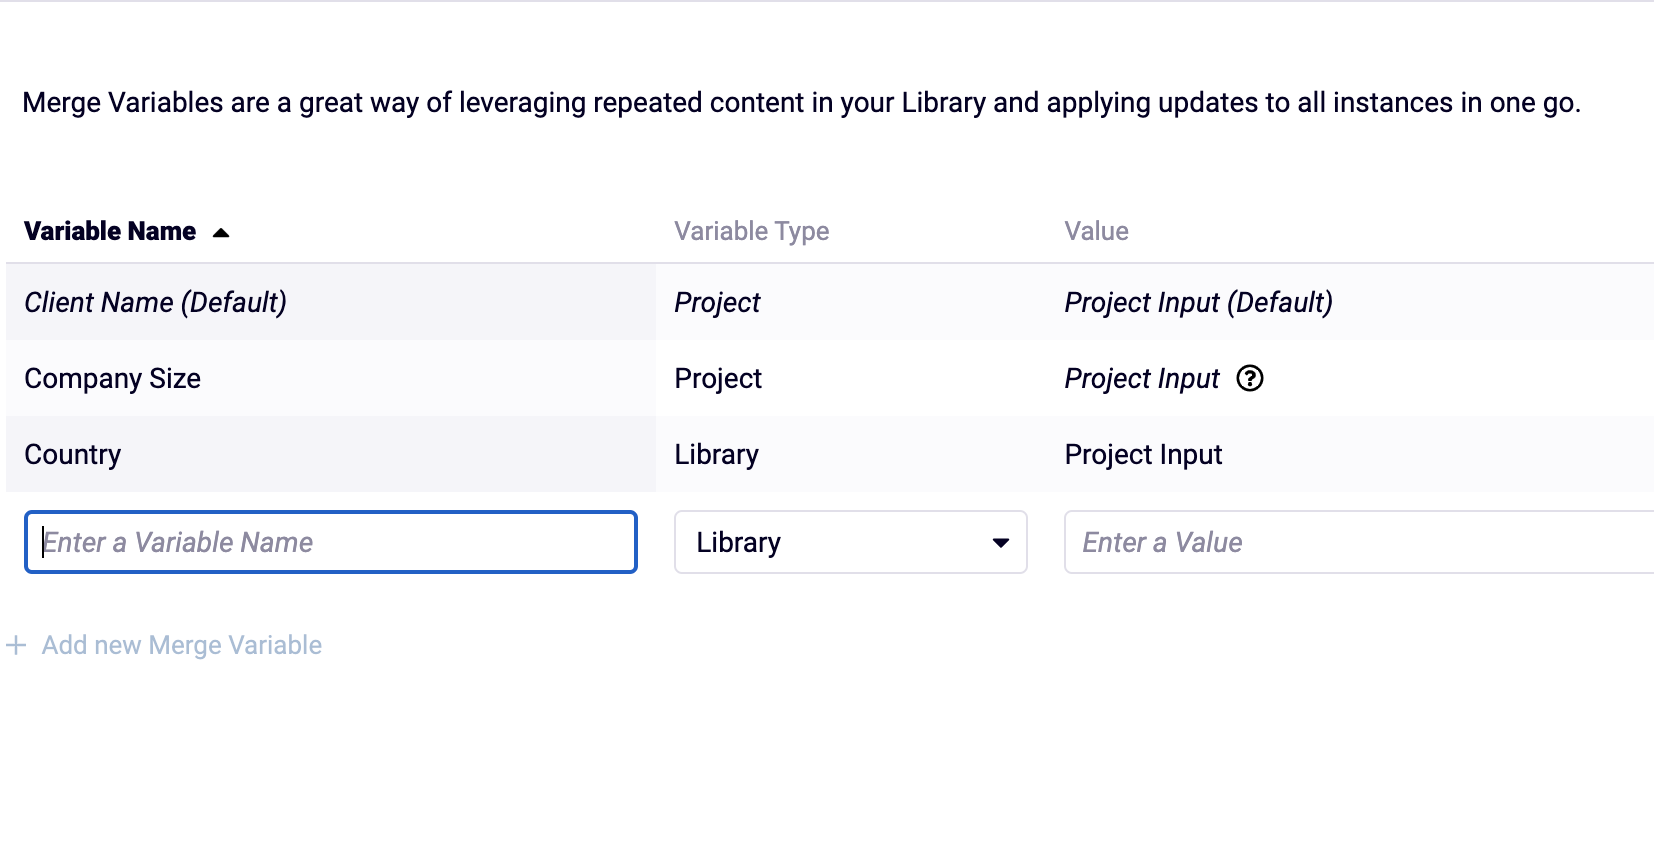 Merge Variables are a great way of leveraging repeated content in your Library and applying updates to all instances in one go.
Variable Name Variable Type Value
Client Name (Default) Project Project Input (Default)
Company Size Project Project Input ?
Country Library Project Input
Enter a Variable Name Library Enter a Value
+ Add new Merge Variable